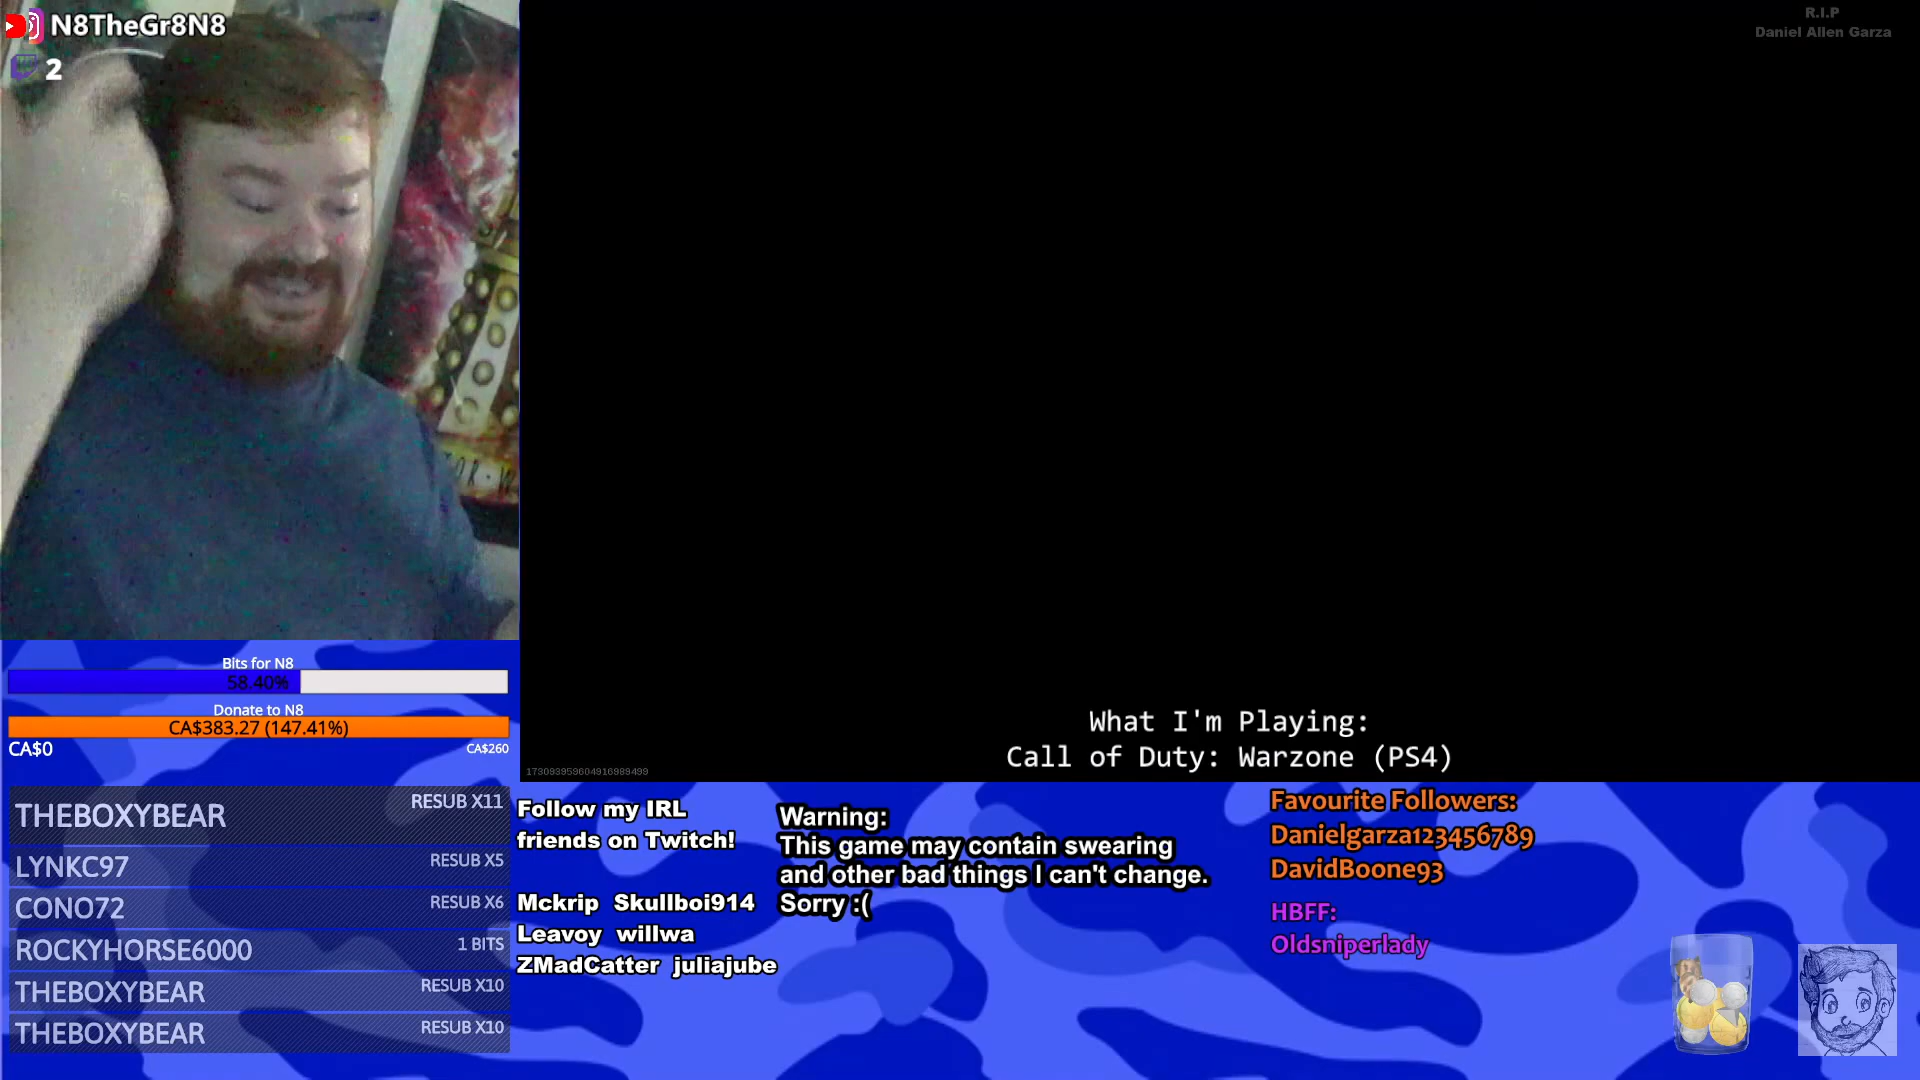 N8TheGr8N8
2
R.I.P
Daniel Allen Garza
Bits for N8
58.40%
Donate to N8
CA$383.27 (147.41%)
CA$0
CA$260
What I'm Playing:
Call of Duty: Warzone (PS4)
173093959604916989499
THEBOXYBEAR RESUB X11
LYNKC97 RESUB X5
CONO72 RESUB X6
ROCKYHORSE6000 1 BITS
THEBOXYBEAR RESUB X10
THEBOXYBEAR RESUB X10
Follow my IRL
friends on Twitch!
Mckrip Skullboi914
Leavoy willwa
ZMadCatter juliajube
Warning:
This game may contain swearing
and other bad things I can't change.
Sorry :(
Favourite Followers:
Danielgarza123456789
DavidBoone93
HBFF:
Oldsniperlady